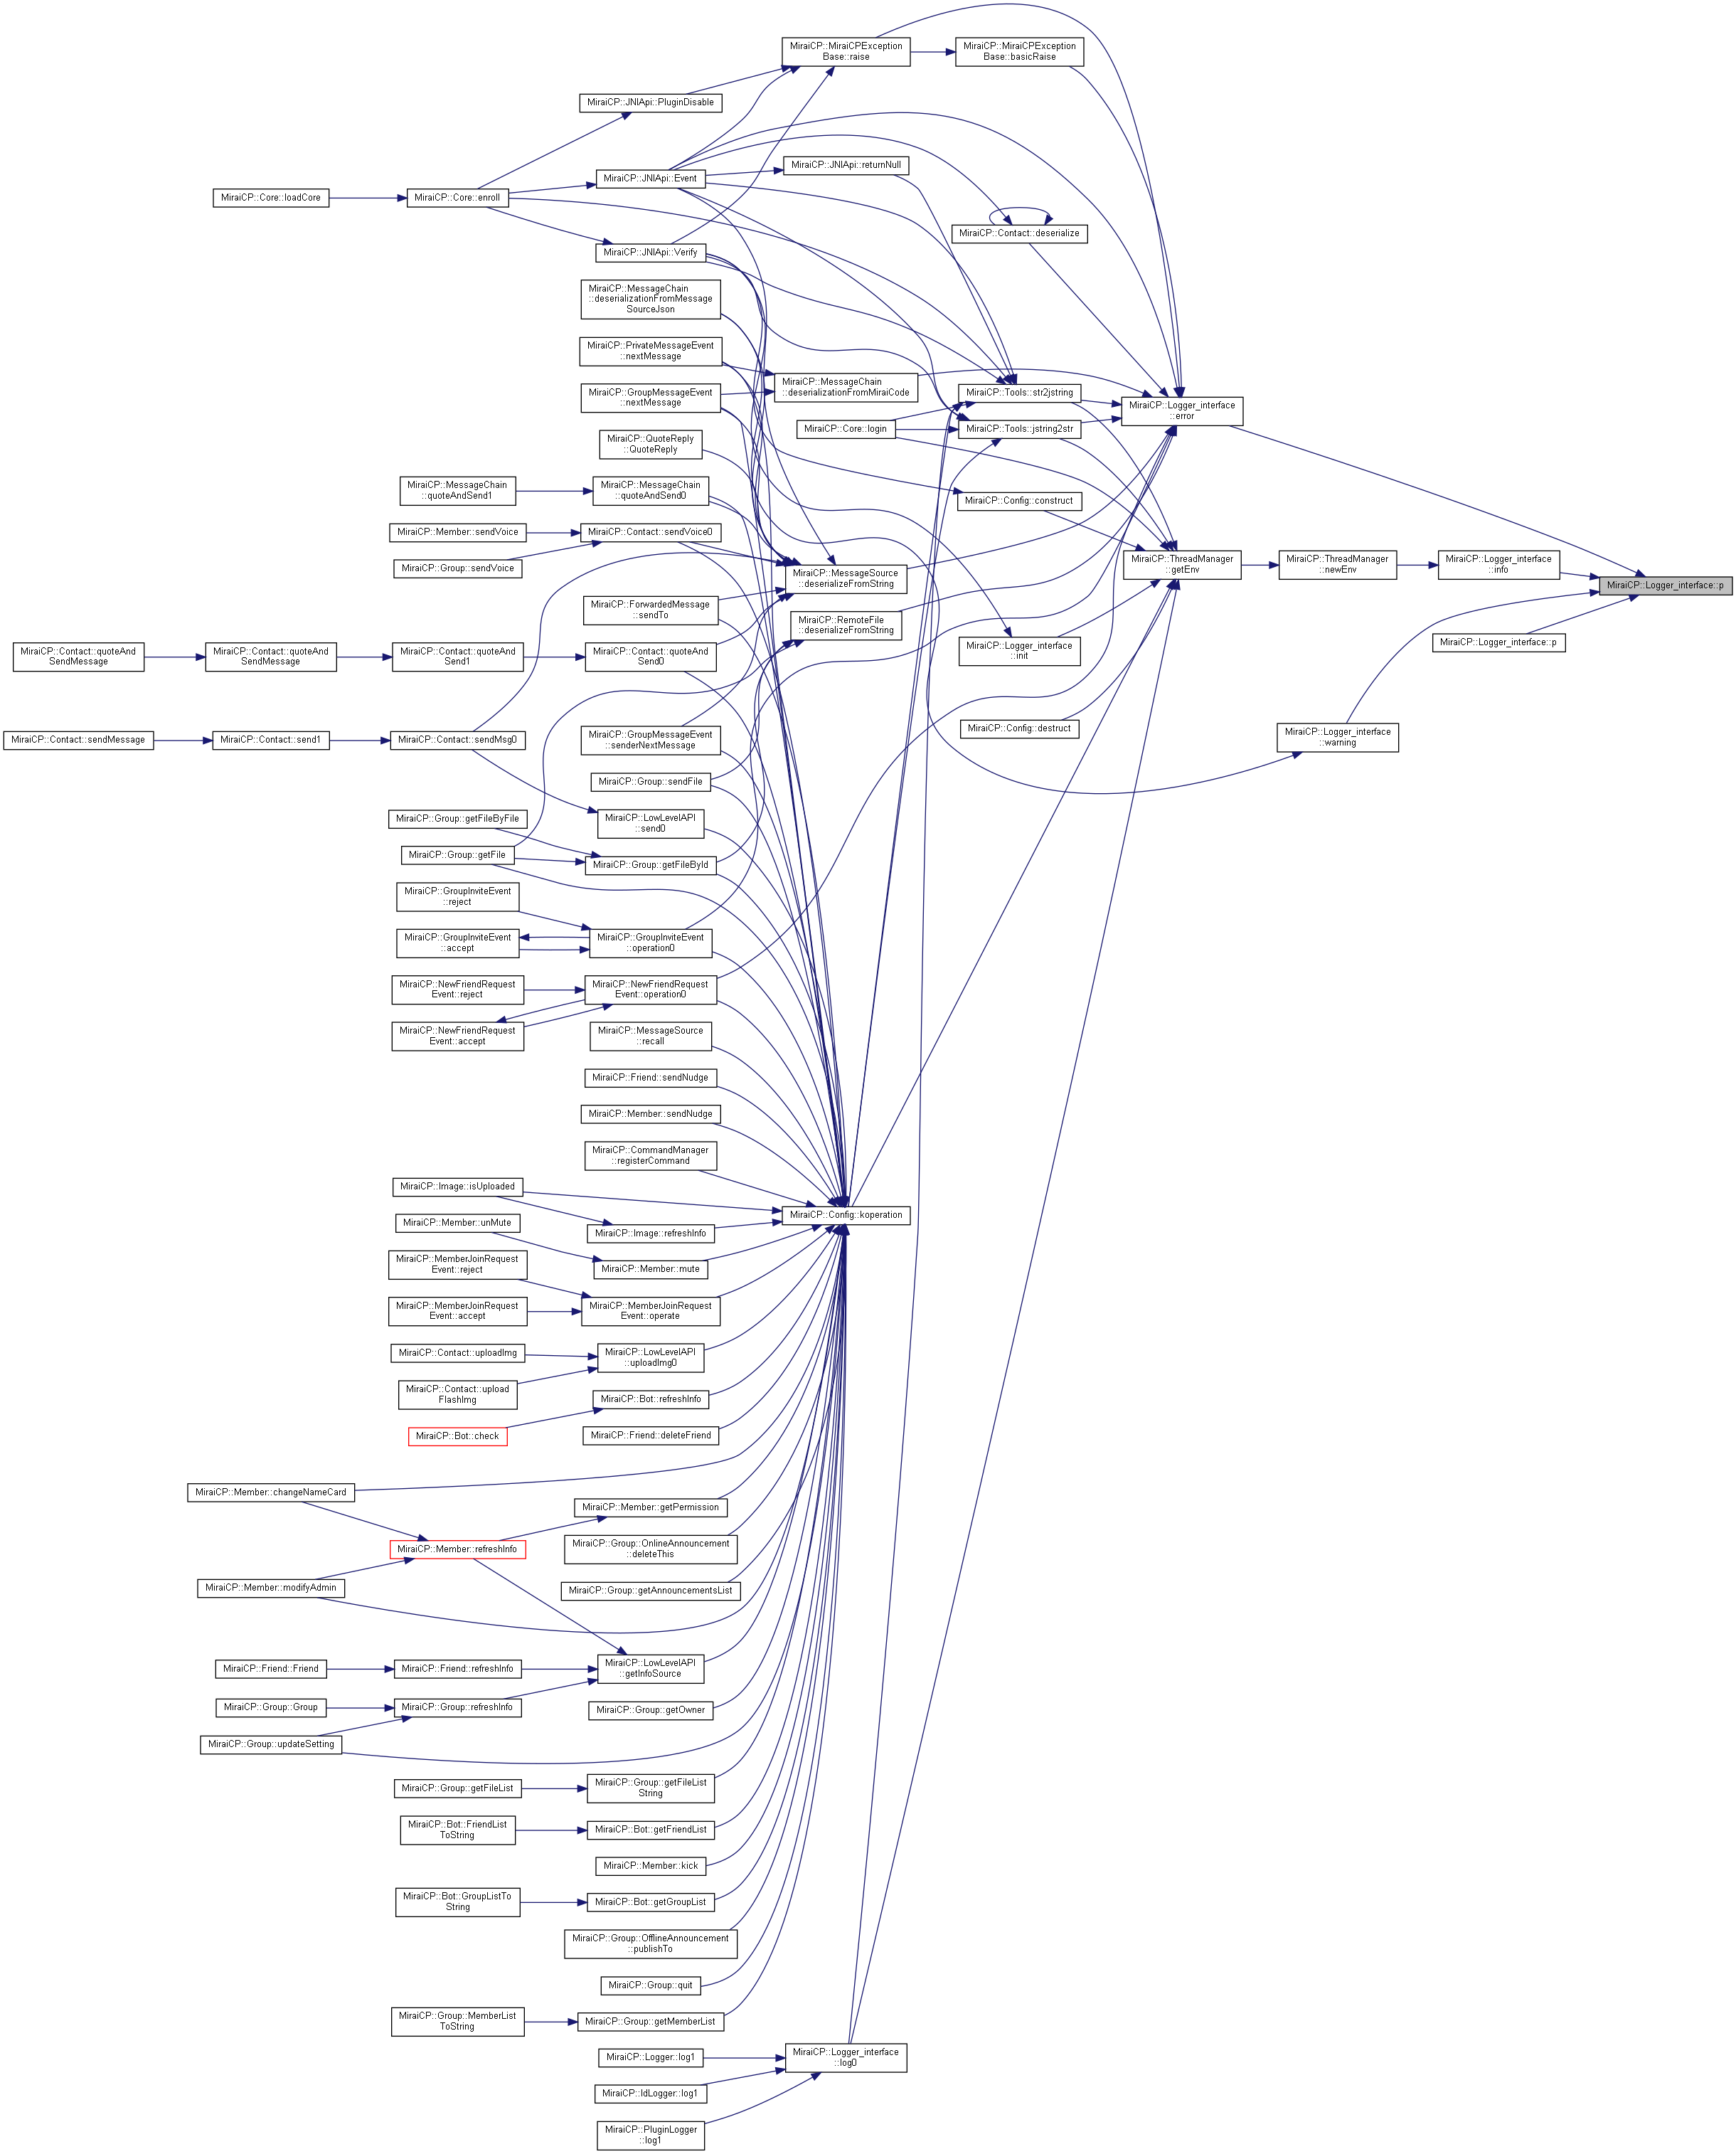 MiraiCP::MiraiCPException
Base::raise
MiraiCP::MiraiCPException
Base::basicRaise
MiraiCP::JNIApi::PluginDisable
MiraiCP::JNIApi::returnNull
MiraiCP::JNIApi::Event
MiraiCP::Core::loadCore
MiraiCP::Core::enroll
MiraiCP::Contact::deserialize
MiraiCP::JNIApi::Verify
MiraiCP::MessageChain
::deserializationFromMessage
SourceJson
MiraiCP::PrivateMessageEvent
::nextMessage
MiraiCP::MessageChain
::deserializationFromMiraiCode
MiraiCP::Tools::str2jstring
MiraiCP::GroupMessageEvent
::nextMessage
MiraiCP::Logger_interface
::error
MiraiCP::Core::login
MiraiCP::Tools::jstring2str
MiraiCP::QuoteReply
::QuoteReply
MiraiCP::MessageChain
::quoteAndSend1
MiraiCP::MessageChain
::quoteAndSend0
MiraiCP::Config::construct
MiraiCP::Member::sendVoice
MiraiCP::Contact::sendVoice0
MiraiCP::Group::sendVoice
MiraiCP::MessageSource
::deserializeFromString
MiraiCP::ThreadManager
::getEnv
MiraiCP::ThreadManager
::newEnv
MiraiCP::Logger_interface
::info
MiraiCP::Logger_interface::p
MiraiCP::ForwardedMessage
::sendTo
MiraiCP::RemoteFile
::deserializeFromString
MiraiCP::Logger_interface::p
MiraiCP::Contact::quoteAnd
SendMessage
MiraiCP::Contact::quoteAnd
SendMessage
MiraiCP::Contact::quoteAnd
Send1
MiraiCP::Contact::quoteAnd
Send0
MiraiCP::Logger_interface
::init
MiraiCP::Config::destruct
MiraiCP::Logger_interface
::warning
MiraiCP::Contact::sendMessage
MiraiCP::Contact::send1
MiraiCP::Contact::sendMsg0
MiraiCP::GroupMessageEvent
::senderNextMessage
MiraiCP::Group::sendFile
MiraiCP::Group::getFileByFile
MiraiCP::LowLevelAPI
::send0
MiraiCP::Group::getFile
MiraiCP::Group::getFileById
MiraiCP::GroupInviteEvent
::reject
MiraiCP::GroupInviteEvent
::accept
MiraiCP::GroupInviteEvent
::operation0
MiraiCP::NewFriendRequest
Event::reject
MiraiCP::NewFriendRequest
Event::operation0
MiraiCP::NewFriendRequest
Event::accept
MiraiCP::MessageSource
::recall
MiraiCP::Friend::sendNudge
MiraiCP::Member::sendNudge
MiraiCP::CommandManager
::registerCommand
MiraiCP::Image::isUploaded
MiraiCP::Config::koperation
MiraiCP::Member::unMute
MiraiCP::Image::refreshInfo
MiraiCP::MemberJoinRequest
Event::reject
MiraiCP::Member::mute
MiraiCP::MemberJoinRequest
Event::accept
MiraiCP::MemberJoinRequest
Event::operate
MiraiCP::Contact::uploadImg
MiraiCP::LowLevelAPI
::uploadImg0
MiraiCP::Contact::upload
FlashImg
MiraiCP::Bot::refreshInfo
MiraiCP::Bot::check
MiraiCP::Friend::deleteFriend
MiraiCP::Member::changeNameCard
MiraiCP::Member::getPermission
MiraiCP::Member::refreshInfo
MiraiCP::Group::OnlineAnnouncement
::deleteThis
MiraiCP::Member::modifyAdmin
MiraiCP::Group::getAnnouncementsList
MiraiCP::Friend::Friend
MiraiCP::Friend::refreshInfo
MiraiCP::LowLevelAPI
::getInfoSource
MiraiCP::Group::Group
MiraiCP::Group::refreshInfo
MiraiCP::Group::getOwner
MiraiCP::Group::updateSetting
MiraiCP::Group::getFileList
MiraiCP::Group::getFileList
String
MiraiCP::Bot::FriendList
ToString
MiraiCP::Bot::getFriendList
MiraiCP::Member::kick
MiraiCP::Bot::GroupListTo
String
MiraiCP::Bot::getGroupList
MiraiCP::Group::OfflineAnnouncement
::publishTo
MiraiCP::Group::quit
MiraiCP::Group::MemberList
ToString
MiraiCP::Group::getMemberList
MiraiCP::Logger_interface
::log0
MiraiCP::Logger::log1
MiraiCP::IdLogger::log1
MiraiCP::PluginLogger
::log1